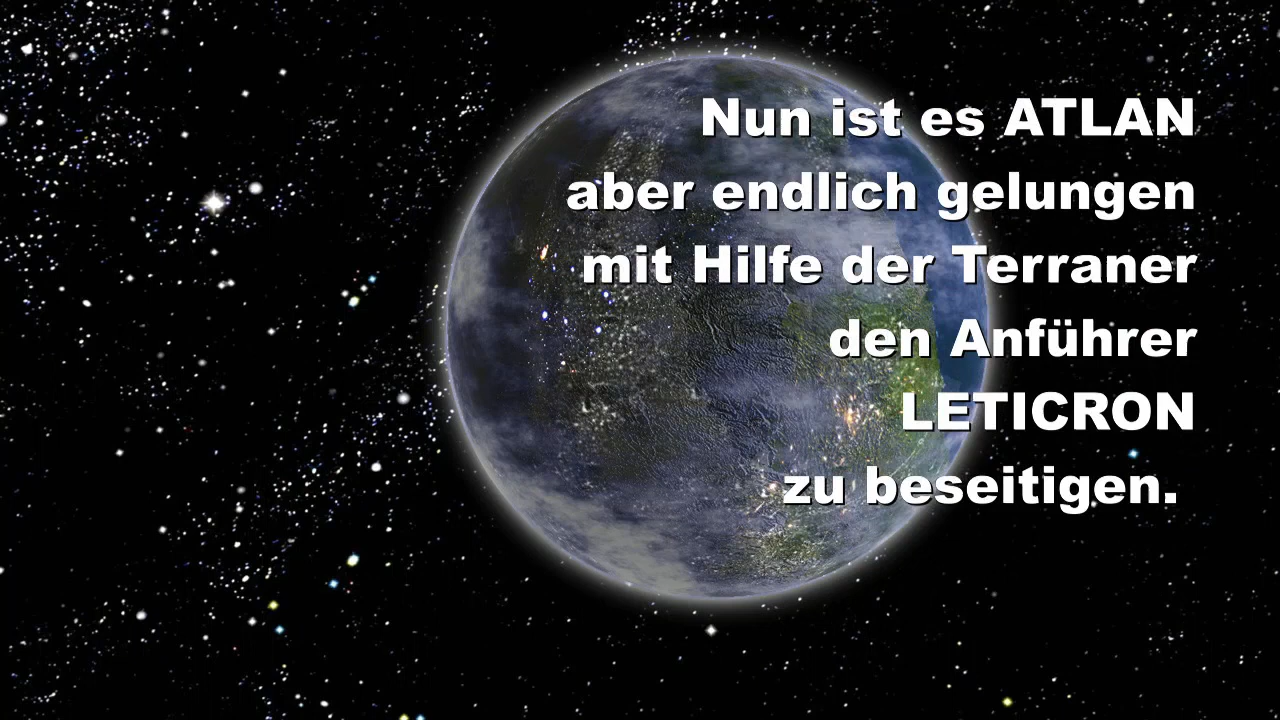 Nun ist es ATLAN
aber endlich gelungen
mit Hilfe der Terraner
den Anführer
LETICRON
zu beseitigen.